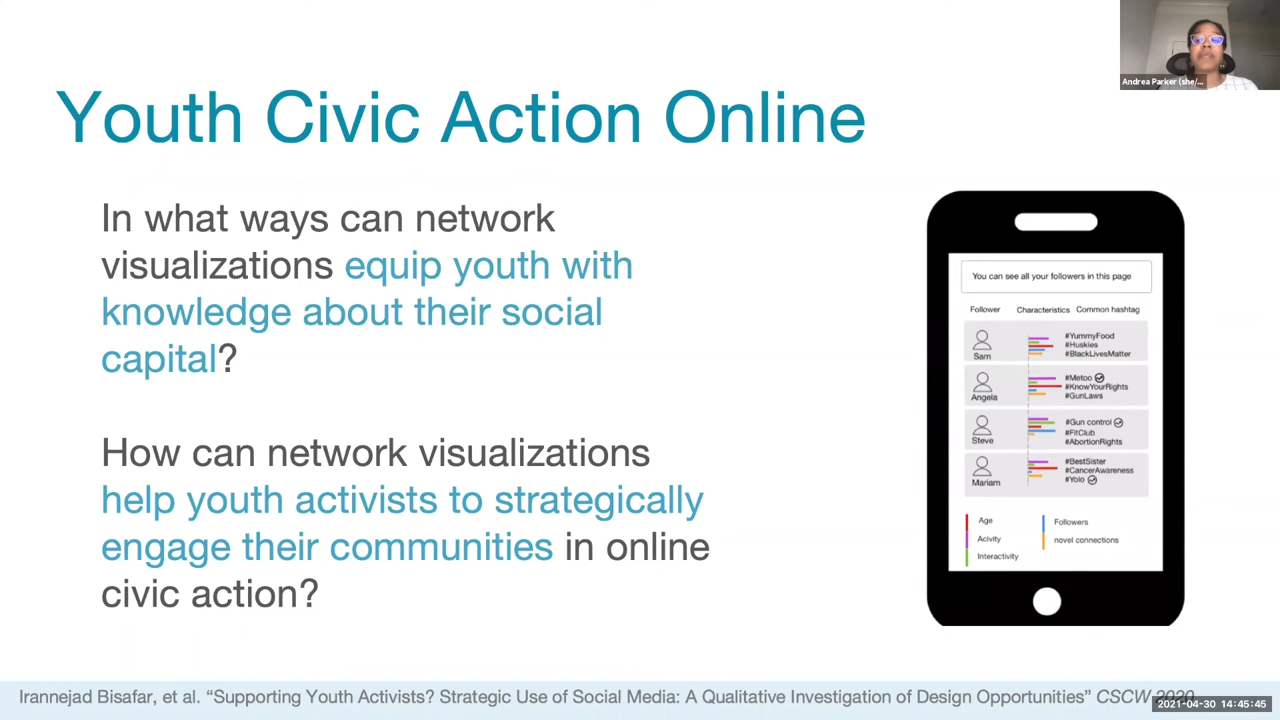 Andrea Parker (she/...
Youth Civic Action Online
In what ways can network
visualizations equip youth with
knowledge about their social
capital?
How can network visualizations
help youth activists to strategically
engage their communities in online
civic action?
You can see all your followers in this page
Follower Characteristics Common hashtag
Sam
#YummyFood
#Huskies
#BlackLivesMatter
Angela
#Metoo
#KnowYourRights
#GunLaws
Steve
#Gun control
#FitClub
#AbortionRights
Mariam
#BestSister
#CancerAwareness
#Yolo
Age
Acivity
Interactivity
Followers
novel connections
Irannejad Bisafar, et al. “Supporting Youth Activists? Strategic Use of Social Media: A Qualitative Investigation of Design Opportunities” CSCW 2020
2021-04-30 14:45:45